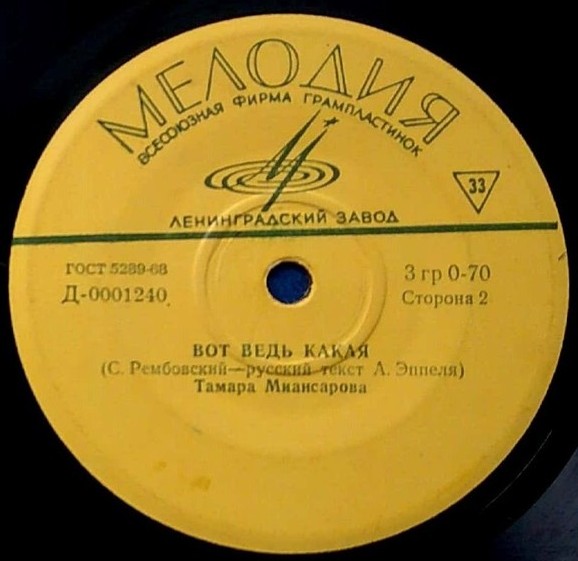 МЕЛОДИЯ
ВСЕСОЮЗНАЯ ФИРМА ГРАМПЛАСТИНОК
33
ЛЕНИНГРАДСКИЙ ЗАВОД
ГОСТ 5289-68
3 гр 0-70
Д-0001240
Сторона 2
ВОТ ВЕДЬ КАКАЯ
(С. Рембовский—русский текст А. Эппеля)
Тамара Миансарова